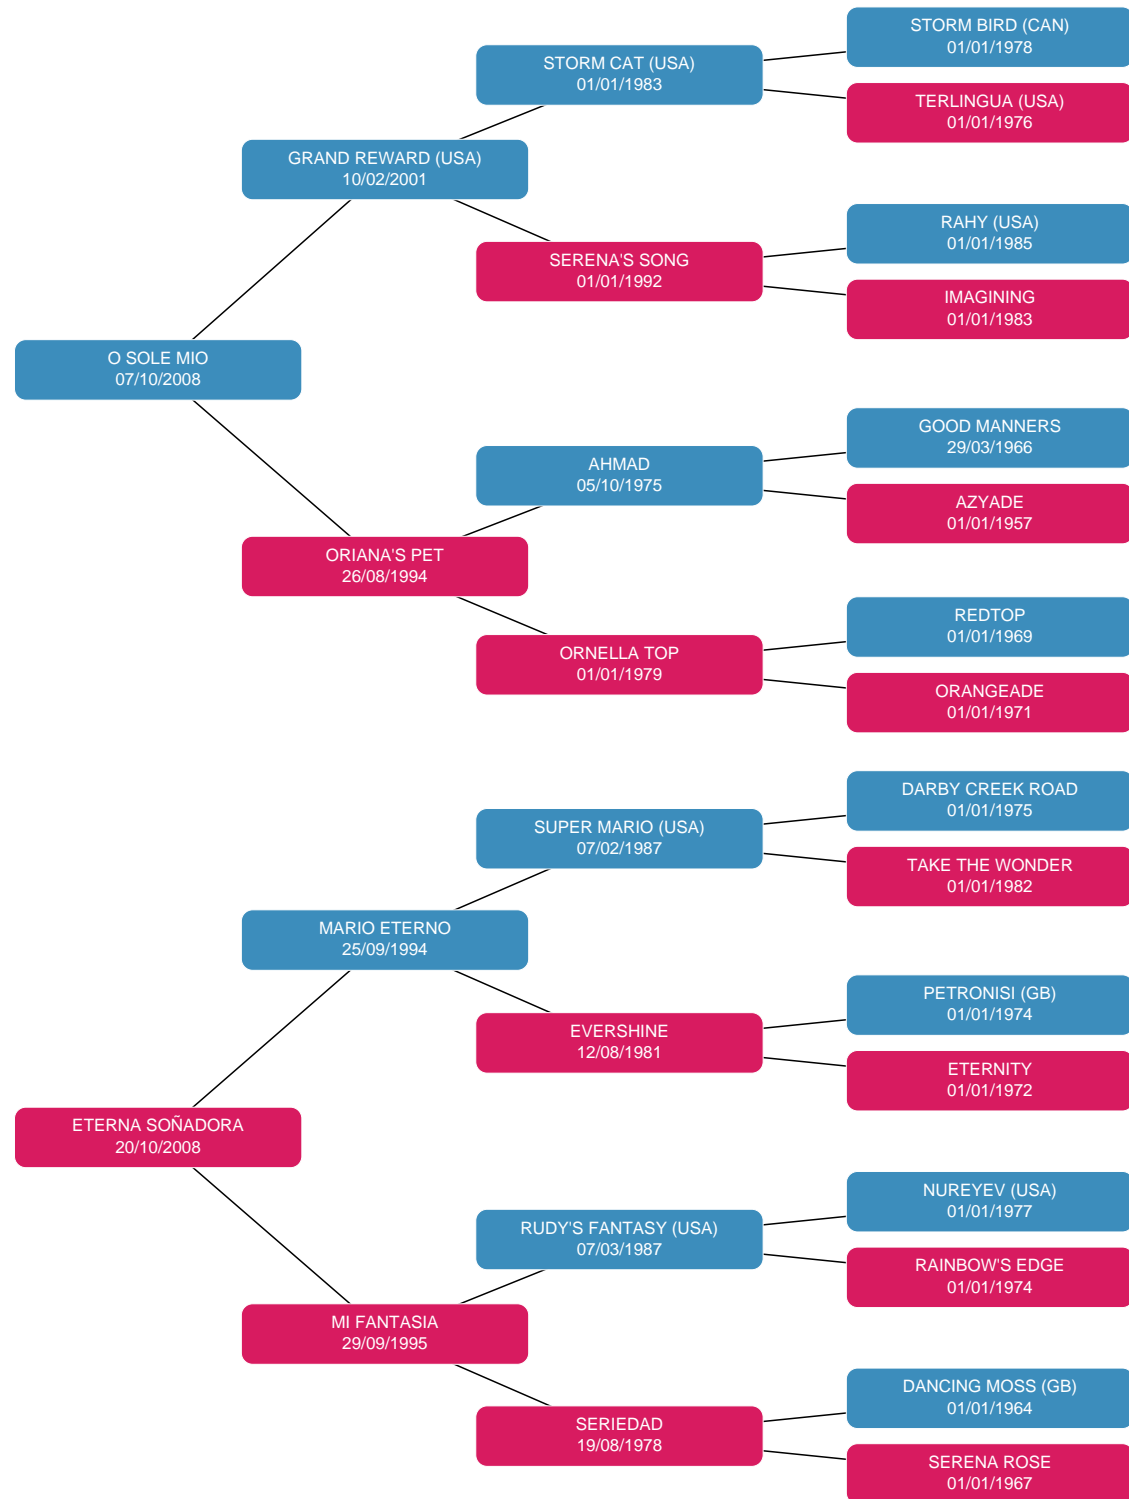 STORM BIRD (CAN)
01/01/1978
STORM CAT (USA)
01/01/1983
TERLINGUA (USA)
01/01/1976
GRAND REWARD (USA)
10/02/2001
RAHY (USA)
01/01/1985
SERENA'S SONG
01/01/1992
IMAGINING
01/01/1983
O SOLE MIO
07/10/2008
GOOD MANNERS
29/03/1966
AHMAD
05/10/1975
AZYADE
01/01/1957
ORIANA'S PET
26/08/1994
REDTOP
01/01/1969
ORNELLA TOP
01/01/1979
ORANGEADE
01/01/1971
DARBY CREEK ROAD
01/01/1975
SUPER MARIO (USA)
07/02/1987
TAKE THE WONDER
01/01/1982
MARIO ETERNO
25/09/1994
PETRONISI (GB)
01/01/1974
EVERSHINE
12/08/1981
ETERNITY
01/01/1972
ETERNA SOÑADORA
20/10/2008
NUREYEV (USA)
01/01/1977
RUDY'S FANTASY (USA)
07/03/1987
RAINBOW'S EDGE
01/01/1974
MI FANTASIA
29/09/1995
DANCING MOSS (GB)
01/01/1964
SERIEDAD
19/08/1978
SERENA ROSE
01/01/1967